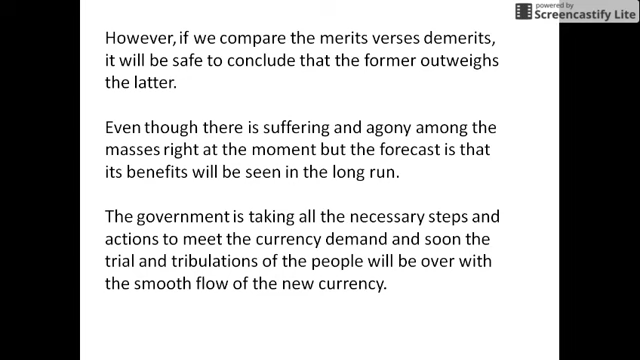 powered by
Screencastify Lite
However, if we compare the merits verses demerits,
it will be safe to conclude that the former outweighs
the latter.
Even though there is suffering and agony among the
masses right at the moment but the forecast is that
its benefits will be seen in the long run.
The government is taking all the necessary steps and
actions to meet the currency demand and soon the
trial and tribulations of the people will be over with
the smooth flow of the new currency.